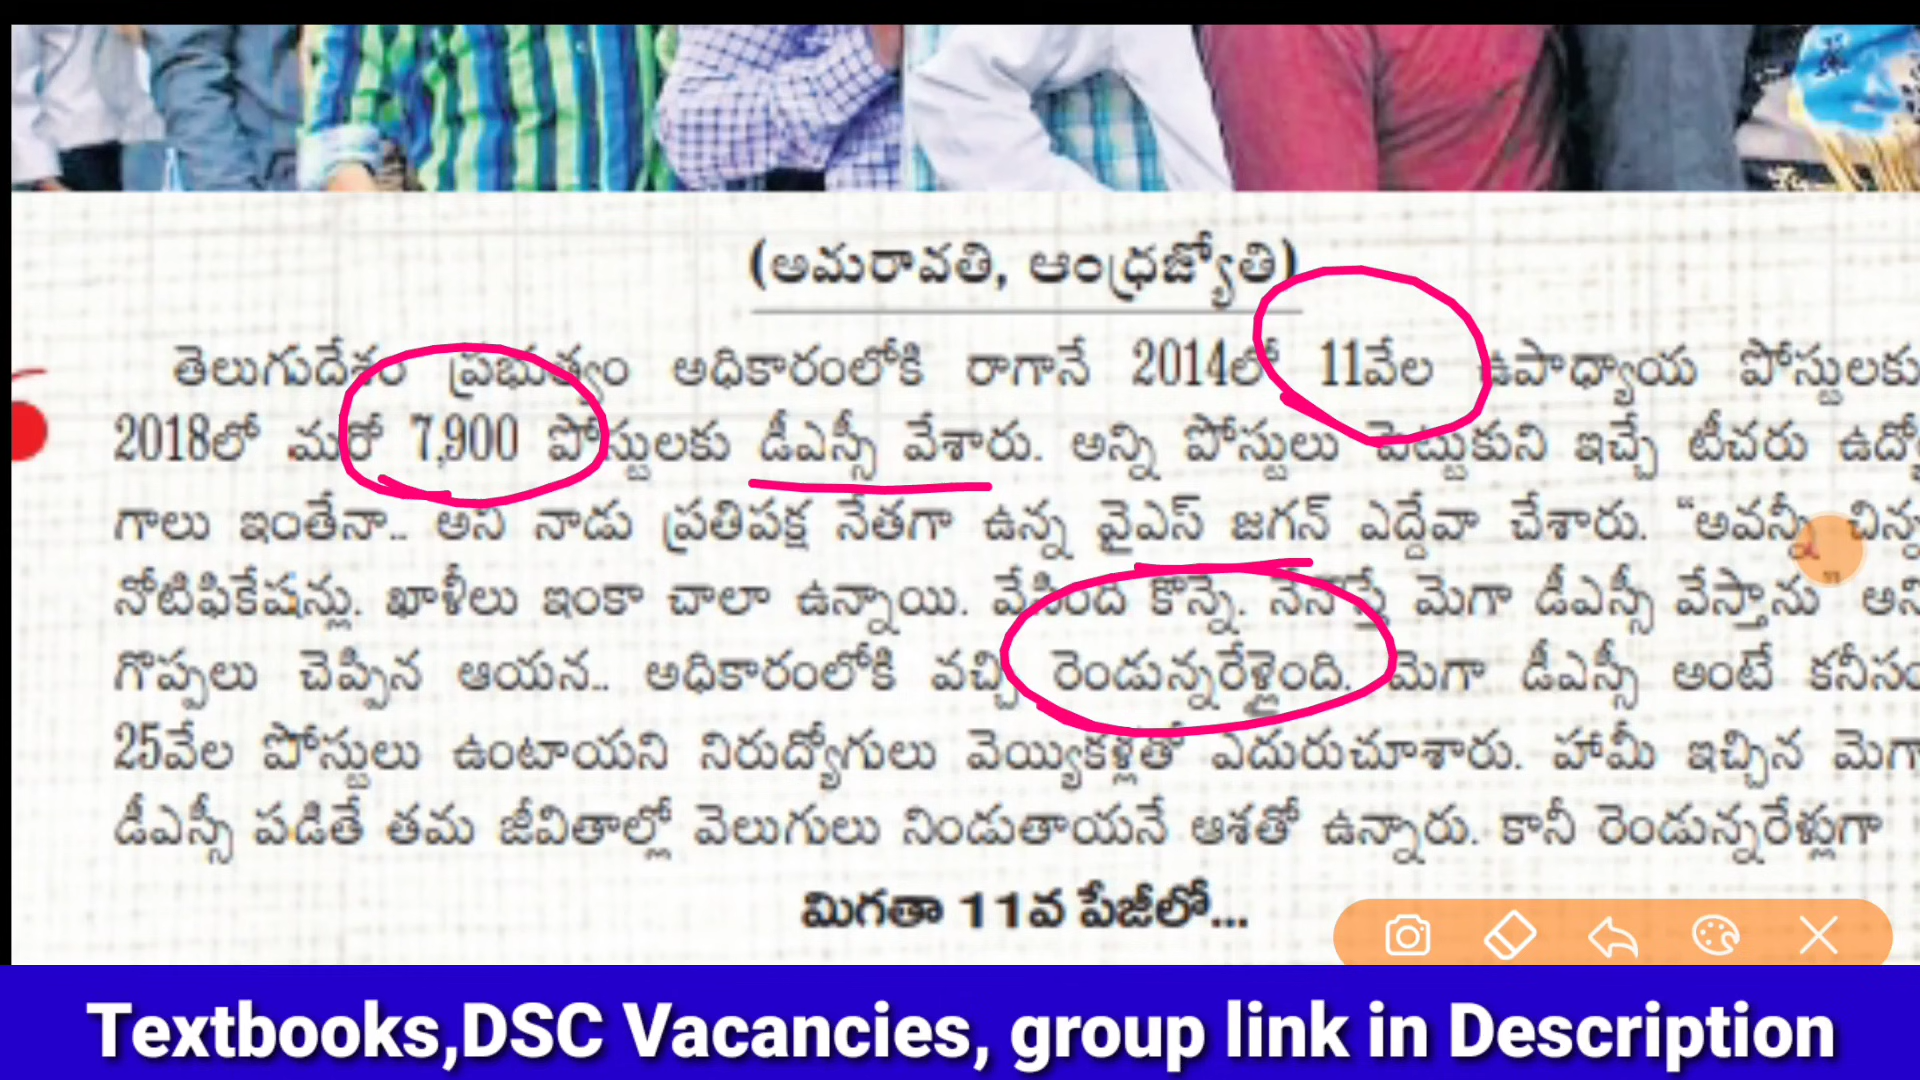 (అమరావతి, ఆంధ్రజ్యోతి)
తెలుగుదేశం ప్రభుత్వం అధికారంలోకి రాగానే 2014లో 11వేల ఉపాధ్యాయ పోస్టులకు
2018లో మరో 7,900 పోస్టులకు డీఎస్సీ వేశారు. అన్ని పోస్టులు పెట్టుకుని ఇచ్చే టీచరు ఉద్యో
గాలు ఇంతేనా.. అని నాడు ప్రతిపక్ష నేతగా ఉన్న వైఎస్ జగన్ ఎద్దేవా చేశారు. “అవన్నీ చిన్న
నోటిఫికేషన్లు. ఖాళీలు ఇంకా చాలా ఉన్నాయి. వేసింది కొన్నే. నేనొస్తే మెగా డీఎస్సీ వేస్తాను” అని
గొప్పలు చెప్పిన ఆయన.. అధికారంలోకి వచ్చి రెండున్నరేళ్లైంది. మెగా డీఎస్సీ అంటే కనీసం
25వేల పోస్టులు ఉంటాయని నిరుద్యోగులు వెయ్యికళ్లతో ఎదురుచూశారు. హామీ ఇచ్చిన మెగా
డీఎస్సీ పడితే తమ జీవితాల్లో వెలుగులు నిండుతాయనే ఆశతో ఉన్నారు. కానీ రెండున్నరేళ్లుగా
మిగతా 11వ పేజీలో...
Textbooks,DSC Vacancies, group link in Description